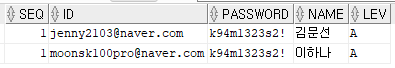 SEQ ID PASSWORD NAME LEV
1 jenny2103@naver.com k94m1323s2! 김문선 A
1 moonsk100pro@naver.com k94m1323s2! 이하나 A